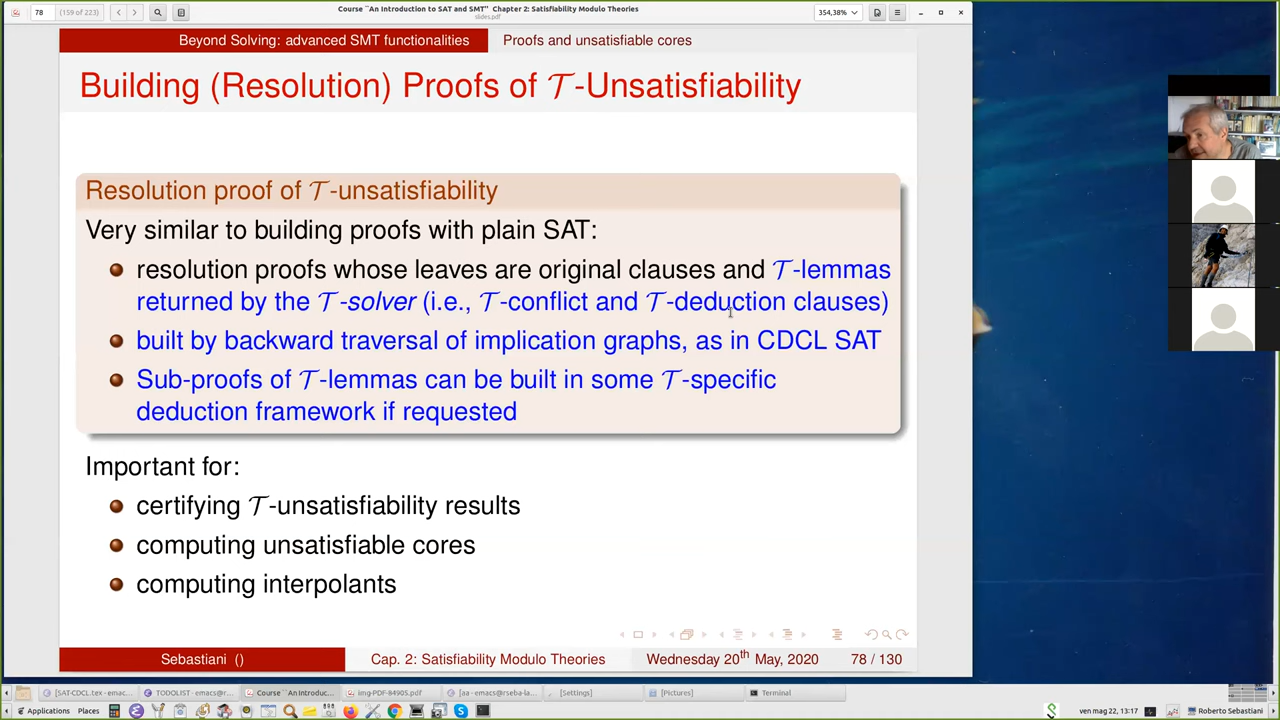 78 (159 of 223)
Course ``An Introduction to SAT and SMT'' Chapter 2: Satisfiability Modulo Theories
slides.pdf
354,38%
Beyond Solving: advanced SMT functionalities Proofs and unsatisfiable cores
Building (Resolution) Proofs of 𝒯-Unsatisfiability
Resolution proof of 𝒯-unsatisfiability
Very similar to building proofs with plain SAT:
resolution proofs whose leaves are original clauses and 𝒯-lemmas
returned by the 𝒯-solver (i.e., 𝒯-conflict and 𝒯-deduction clauses)
built by backward traversal of implication graphs, as in CDCL SAT
Sub-proofs of 𝒯-lemmas can be built in some 𝒯-specific
deduction framework if requested
Important for:
certifying 𝒯-unsatisfiability results
computing unsatisfiable cores
computing interpolants
Sebastiani () Cap. 2: Satisfiability Modulo Theories Wednesday 20th May, 2020 78 / 130
[SAT-CDCL.tex - emac... TODOLIST - emacs@r... Course ``An Introduc... img-PDF-84905.pdf [aa - emacs@rseba-la... [Settings] [Pictures] Terminal
Applications Places ven mag 22, 13:17 Roberto Sebastiani